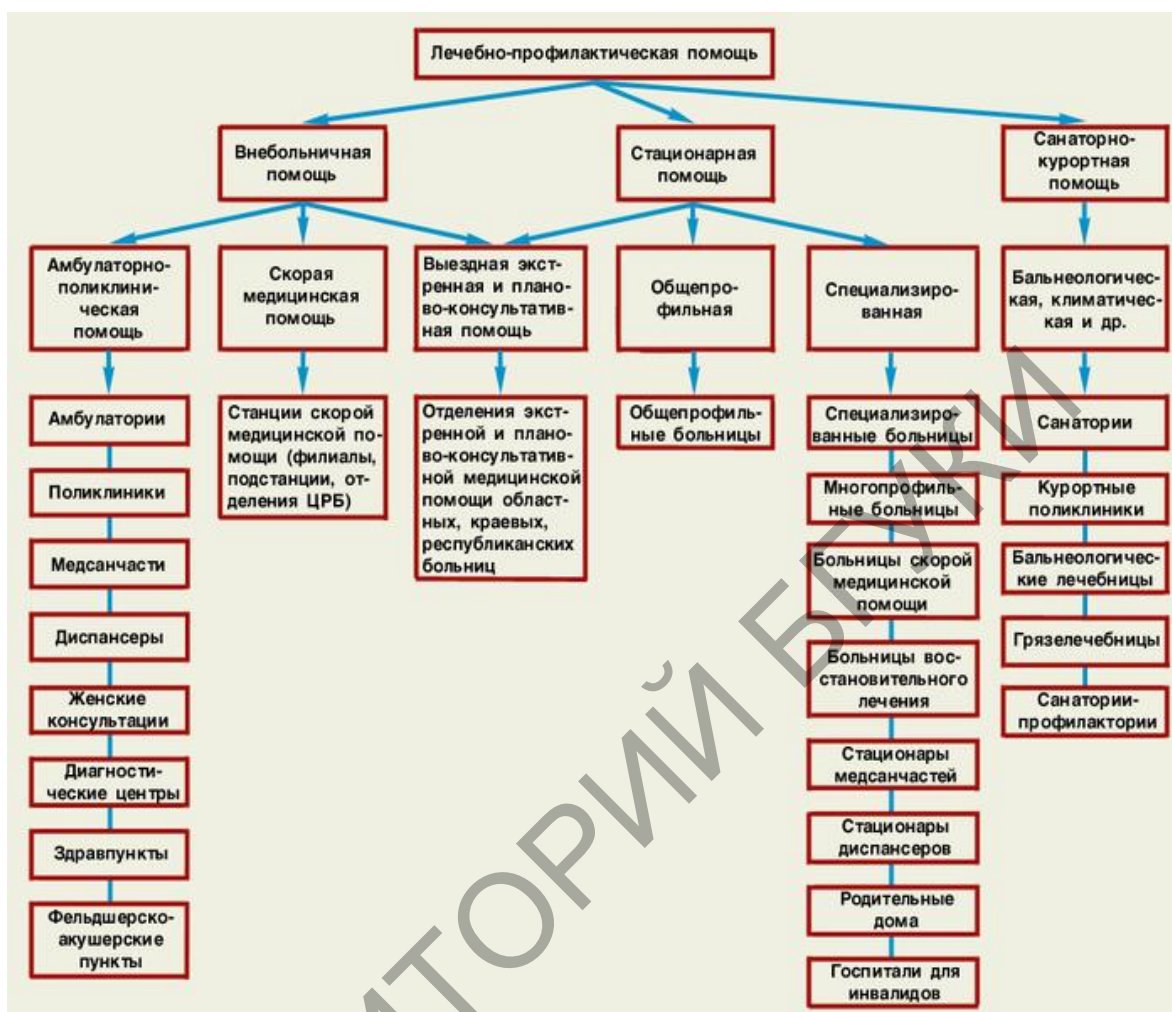 Лечебно-профилактическая помощь
Внебольничная
помощь
Стационарная
помощь
Санаторно-
курортная
помощь
Амбулаторно-
поликлини-
ческая
помощь
Скорая
медицинская
помощь
Выездная экст-
ренная и плано-
во-консультатив-
ная помощь
Общепро-
фильная
Специализиро-
ванная
Бальнеологичес-
кая, климатичес-
кая и др.
Амбулатории
Поликлиники
Медсанчасти
Диспансеры
Женские
консультации
Диагности-
ческие центры
Здравпункты
Фельдшерско-
акушерские
пункты
Станции скорой
медицинской по-
мощи (филиалы,
подстанции, от-
деления ЦРБ)
Отделения экст-
ренной и плано-
во-консультатив-
ной медицинской
помощи област-
ных, краевых,
республиканских
больниц
Общепрофиль-
ные больницы
Специализиро-
ванные больницы
Многопрофиль-
ные больницы
Больницы скорой
медицинской
помощи
Больницы вос-
становительного
лечения
Стационары
медсанчастей
Стационары
диспансеров
Родительные
дома
Госпитали для
инвалидов
Санатории
Курортные
поликлиники
Бальнеологичес-
кие лечебницы
Грязелечебницы
Санатории-
профилактории
ИТОРИЙ БГУКИ